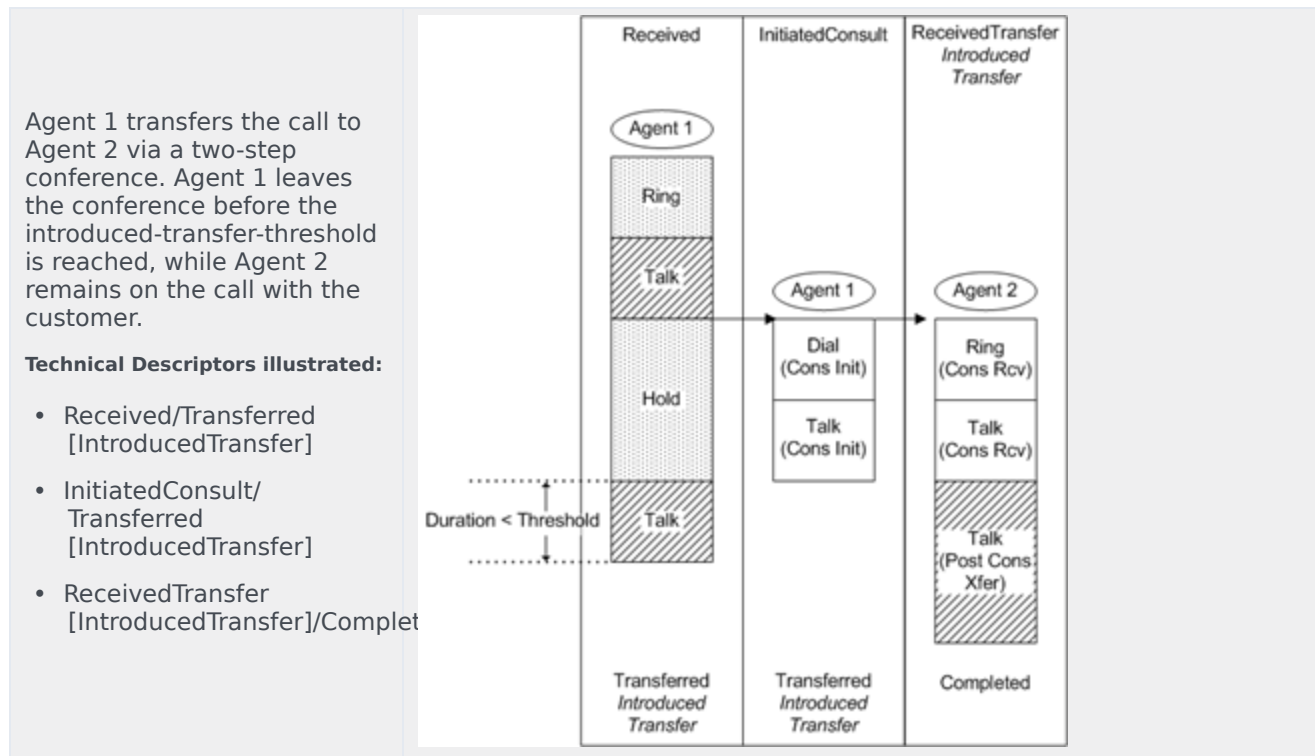 Agent 1 transfers the call to
Agent 2 via a two-step
conference. Agent 1 leaves
the conference before the
introduced-transfer-threshold
is reached, while Agent 2
remains on the call with the
customer.
Technical Descriptors illustrated:
• Received/Transferred
[IntroducedTransfer]
• InitiatedConsult/
Transferred
[IntroducedTransfer]
• ReceivedTransfer
[IntroducedTransfer]/Complet
Received
Agent 1
Ring
Talk
Hold
Duration < Threshold
Talk
Transferred
Introduced
Transfer
InitiatedConsult
Agent 1
Dial
(Cons Init)
Talk
(Cons Init)
Transferred
Introduced
Transfer
ReceivedTransfer
Introduced
Transfer
Agent 2
Ring
(Cons Rcv)
Talk
(Cons Rcv)
Talk
(Post Cons
Xfer)
Completed